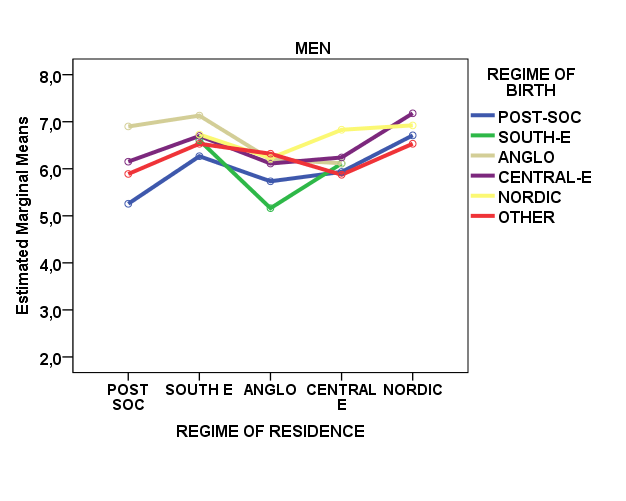 MEN
8,0
7,0
6,0
5,0
4,0
3,0
2,0
Estimated Marginal Means
POST
SOC
SOUTH E
ANGLO
CENTRAL
E
NORDIC
REGIME OF RESIDENCE
REGIME OF
BIRTH
POST-SOC
SOUTH-E
ANGLO
CENTRAL-E
NORDIC
OTHER